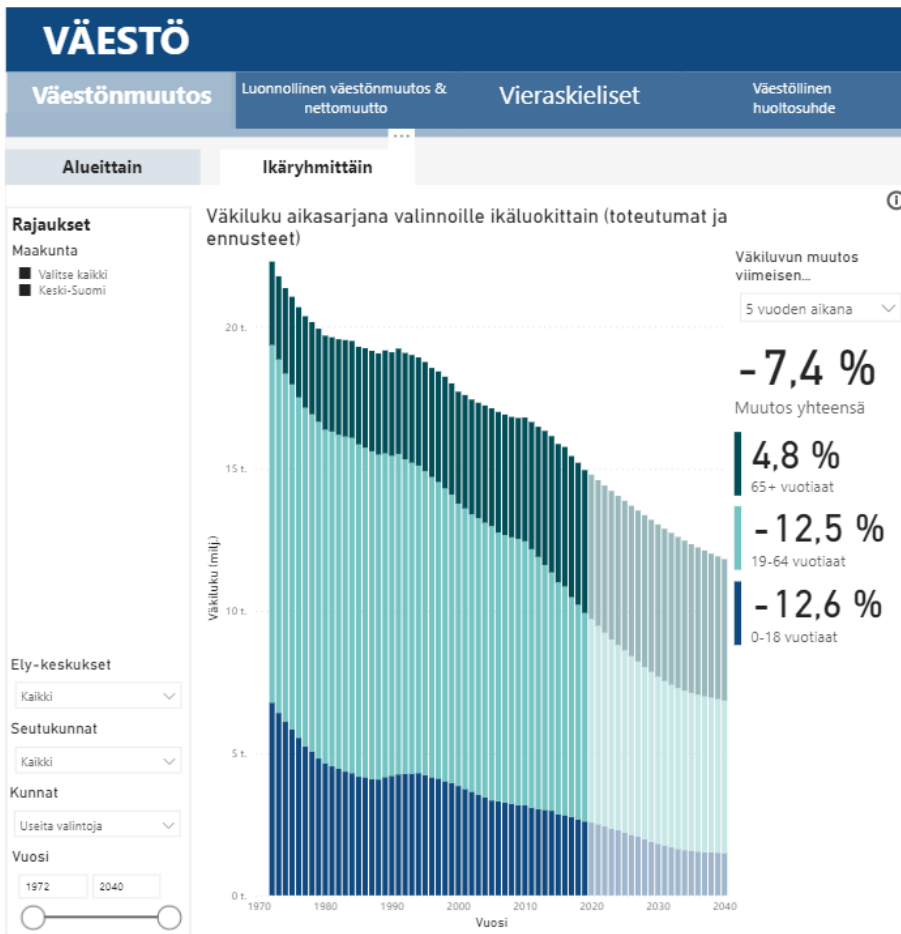 VÄESTÖ
Väestönmuutos
Luonnollinen väestönmuutos &
nettomuutto
Vieraskieliset
Väestöllinen
huoltosuhde
...
Alueittain
Ikäryhmittäin
Rajaukset
Maakunta
Valitse kaikki
Keski-Suomi
Ely-keskukset
Kaikki
Seutukunnat
Kaikki
Kunnat
Useita valintoja
Vuosi
1972
2040
Väkiluku aikasarjana valinnoille ikäluokittain (toteutumat ja
ennusteet)
Väkiluku (milj.)
20 t.
15 t.
10 t.
5 t.
0 t.
1970
1980
1990
2000
2010
2020
2030
2040
Vuosi
Väkiluvun muutos
viimeisen...
5 vuoden aikana
-7,4 %
Muutos yhteensä
4,8 %
65+ vuotiaat
-12,5 %
19-64 vuotiaat
-12,6 %
0-18 vuotiaat